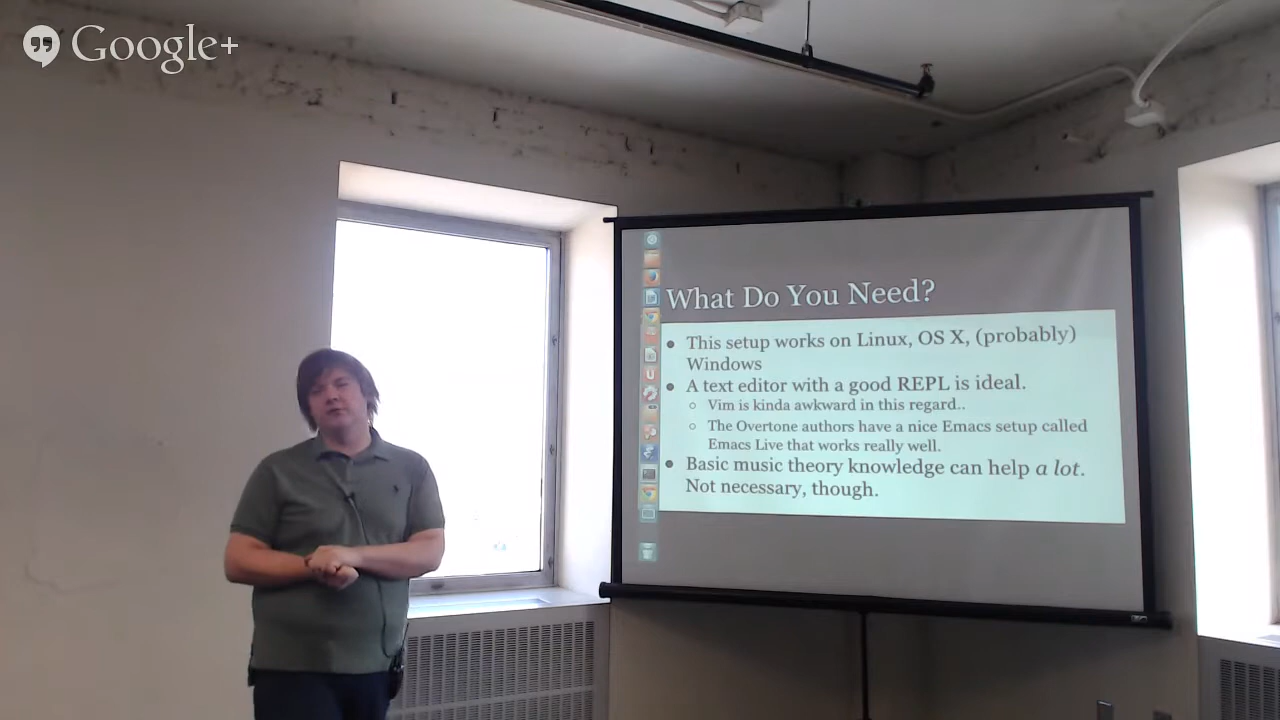 Google+
What Do You Need?
This setup works on Linux, OS X, (probably)
Windows
A text editor with a good REPL is ideal.
Vim is kinda awkward in this regard..
The Overtone authors have a nice Emacs setup called
Emacs Live that works really well.
Basic music theory knowledge can help a lot.
Not necessary, though.